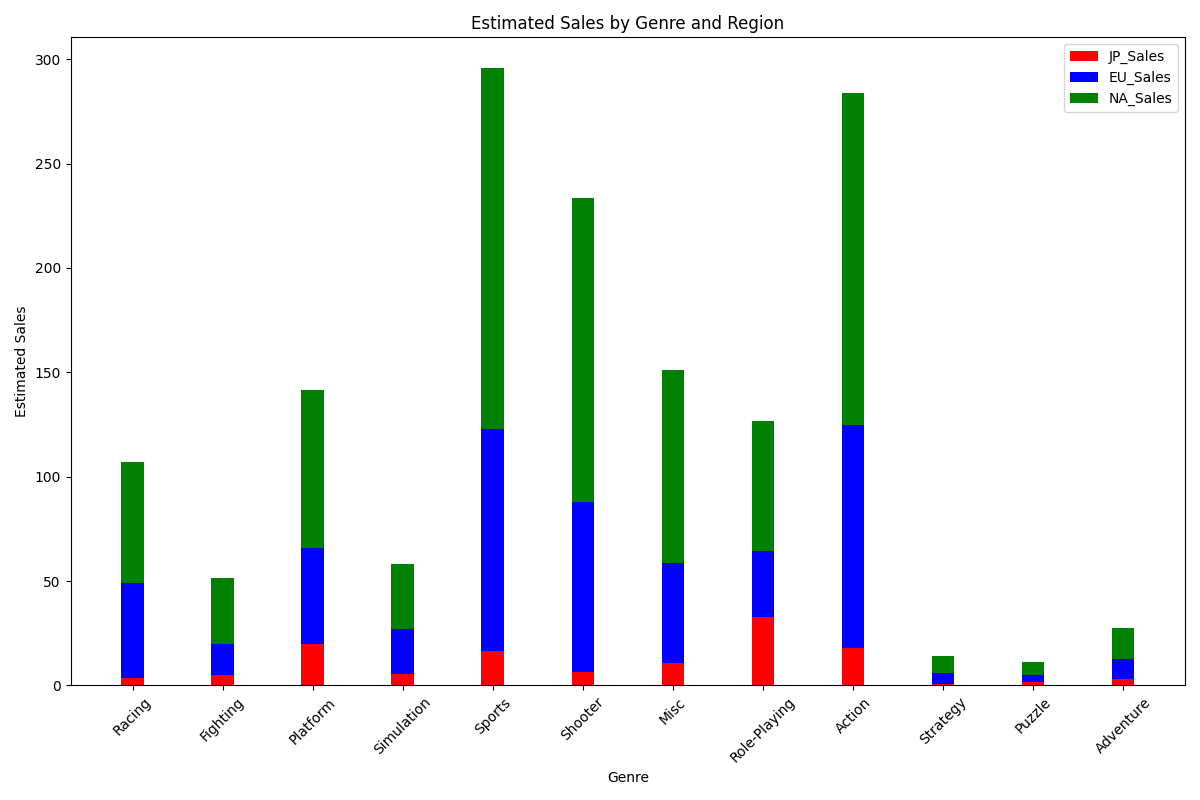 Estimated Sales by Genre and Region
JP_Sales
EU_Sales
NA_Sales
Estimated Sales
300
250
200
150
100
50
0
Racing
Fighting
Platform
Simulation
Sports
Shooter
Misc
Role-Playing
Action
Strategy
Puzzle
Adventure
Genre